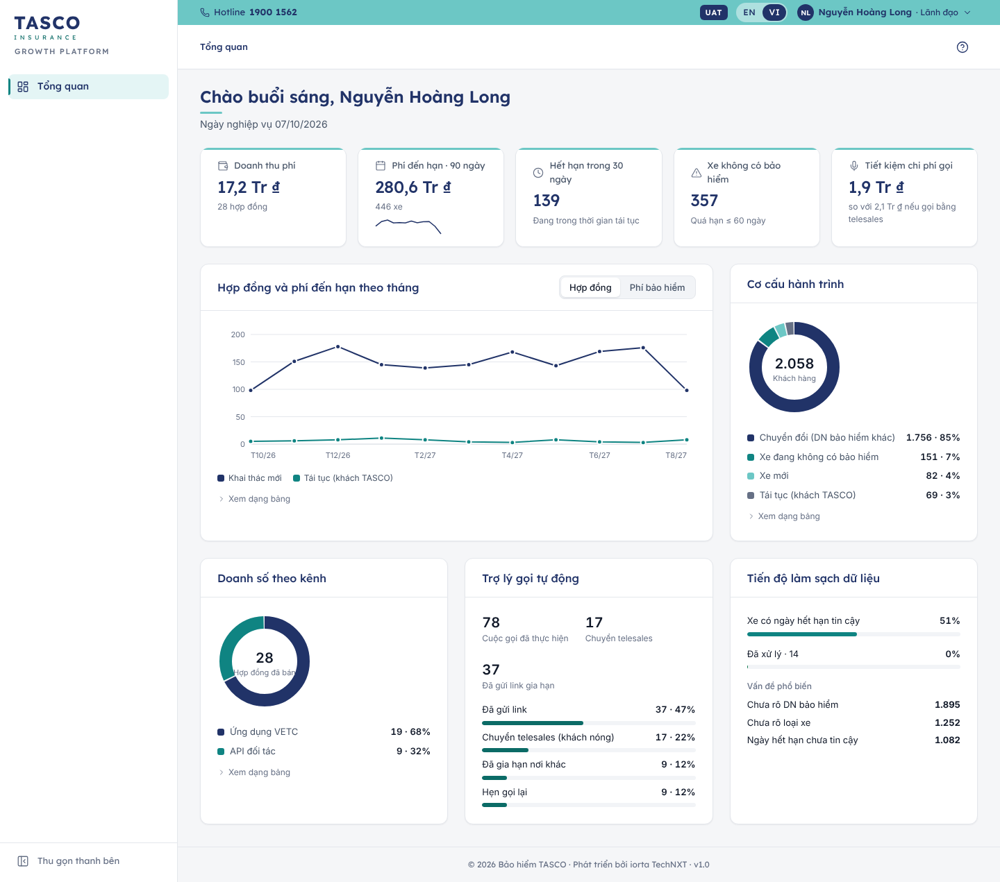 TASCO
INSURANCE
GROWTH PLATFORM
Tổng quan
Thu gọn thanh bên
Hotline 1900 1562
UAT
EN VI
NL Nguyễn Hoàng Long · Lãnh đạo
Tổng quan
Chào buổi sáng, Nguyễn Hoàng Long
Ngày nghiệp vụ 07/10/2026
Doanh thu phí
17,2 Tr ₫
28 hợp đồng
Phí đến hạn · 90 ngày
280,6 Tr ₫
446 xe
Hết hạn trong 30
ngày
139
Đang trong thời gian tái tục
Xe không có bảo
hiểm
357
Quá hạn ≤ 60 ngày
Tiết kiệm chi phí gọi
1,9 Tr ₫
so với 2,1 Tr ₫ nếu gọi bằng
telesales
Hợp đồng và phí đến hạn theo tháng
Hợp đồng Phí bảo hiểm
200
150
100
50
0
T10/26 T12/26 T2/27 T4/27 T6/27 T8/27
Khai thác mới Tái tục (khách TASCO)
Xem dạng bảng
Cơ cấu hành trình
2.058
Khách hàng
Chuyển đổi (DN bảo hiểm khác) 1.756 · 85%
Xe đang không có bảo hiểm 151 · 7%
Xe mới 82 · 4%
Tái tục (khách TASCO) 69 · 3%
Xem dạng bảng
Doanh số theo kênh
28
Hợp đồng đã bán
Ứng dụng VETC 19 · 68%
API đối tác 9 · 32%
Xem dạng bảng
Trợ lý gọi tự động
78
Cuộc gọi đã thực hiện
17
Chuyển telesales
37
Đã gửi link gia hạn
Đã gửi link 37 · 47%
Chuyển telesales (khách nóng) 17 · 22%
Đã gia hạn nơi khác 9 · 12%
Hẹn gọi lại 9 · 12%
Tiến độ làm sạch dữ liệu
Xe có ngày hết hạn tin cậy 51%
Đã xử lý · 14 0%
Vấn đề phổ biến
Chưa rõ DN bảo hiểm 1.895
Chưa rõ loại xe 1.252
Ngày hết hạn chưa tin cậy 1.082
© 2026 Bảo hiểm TASCO · Phát triển bởi iorta TechNXT · v1.0